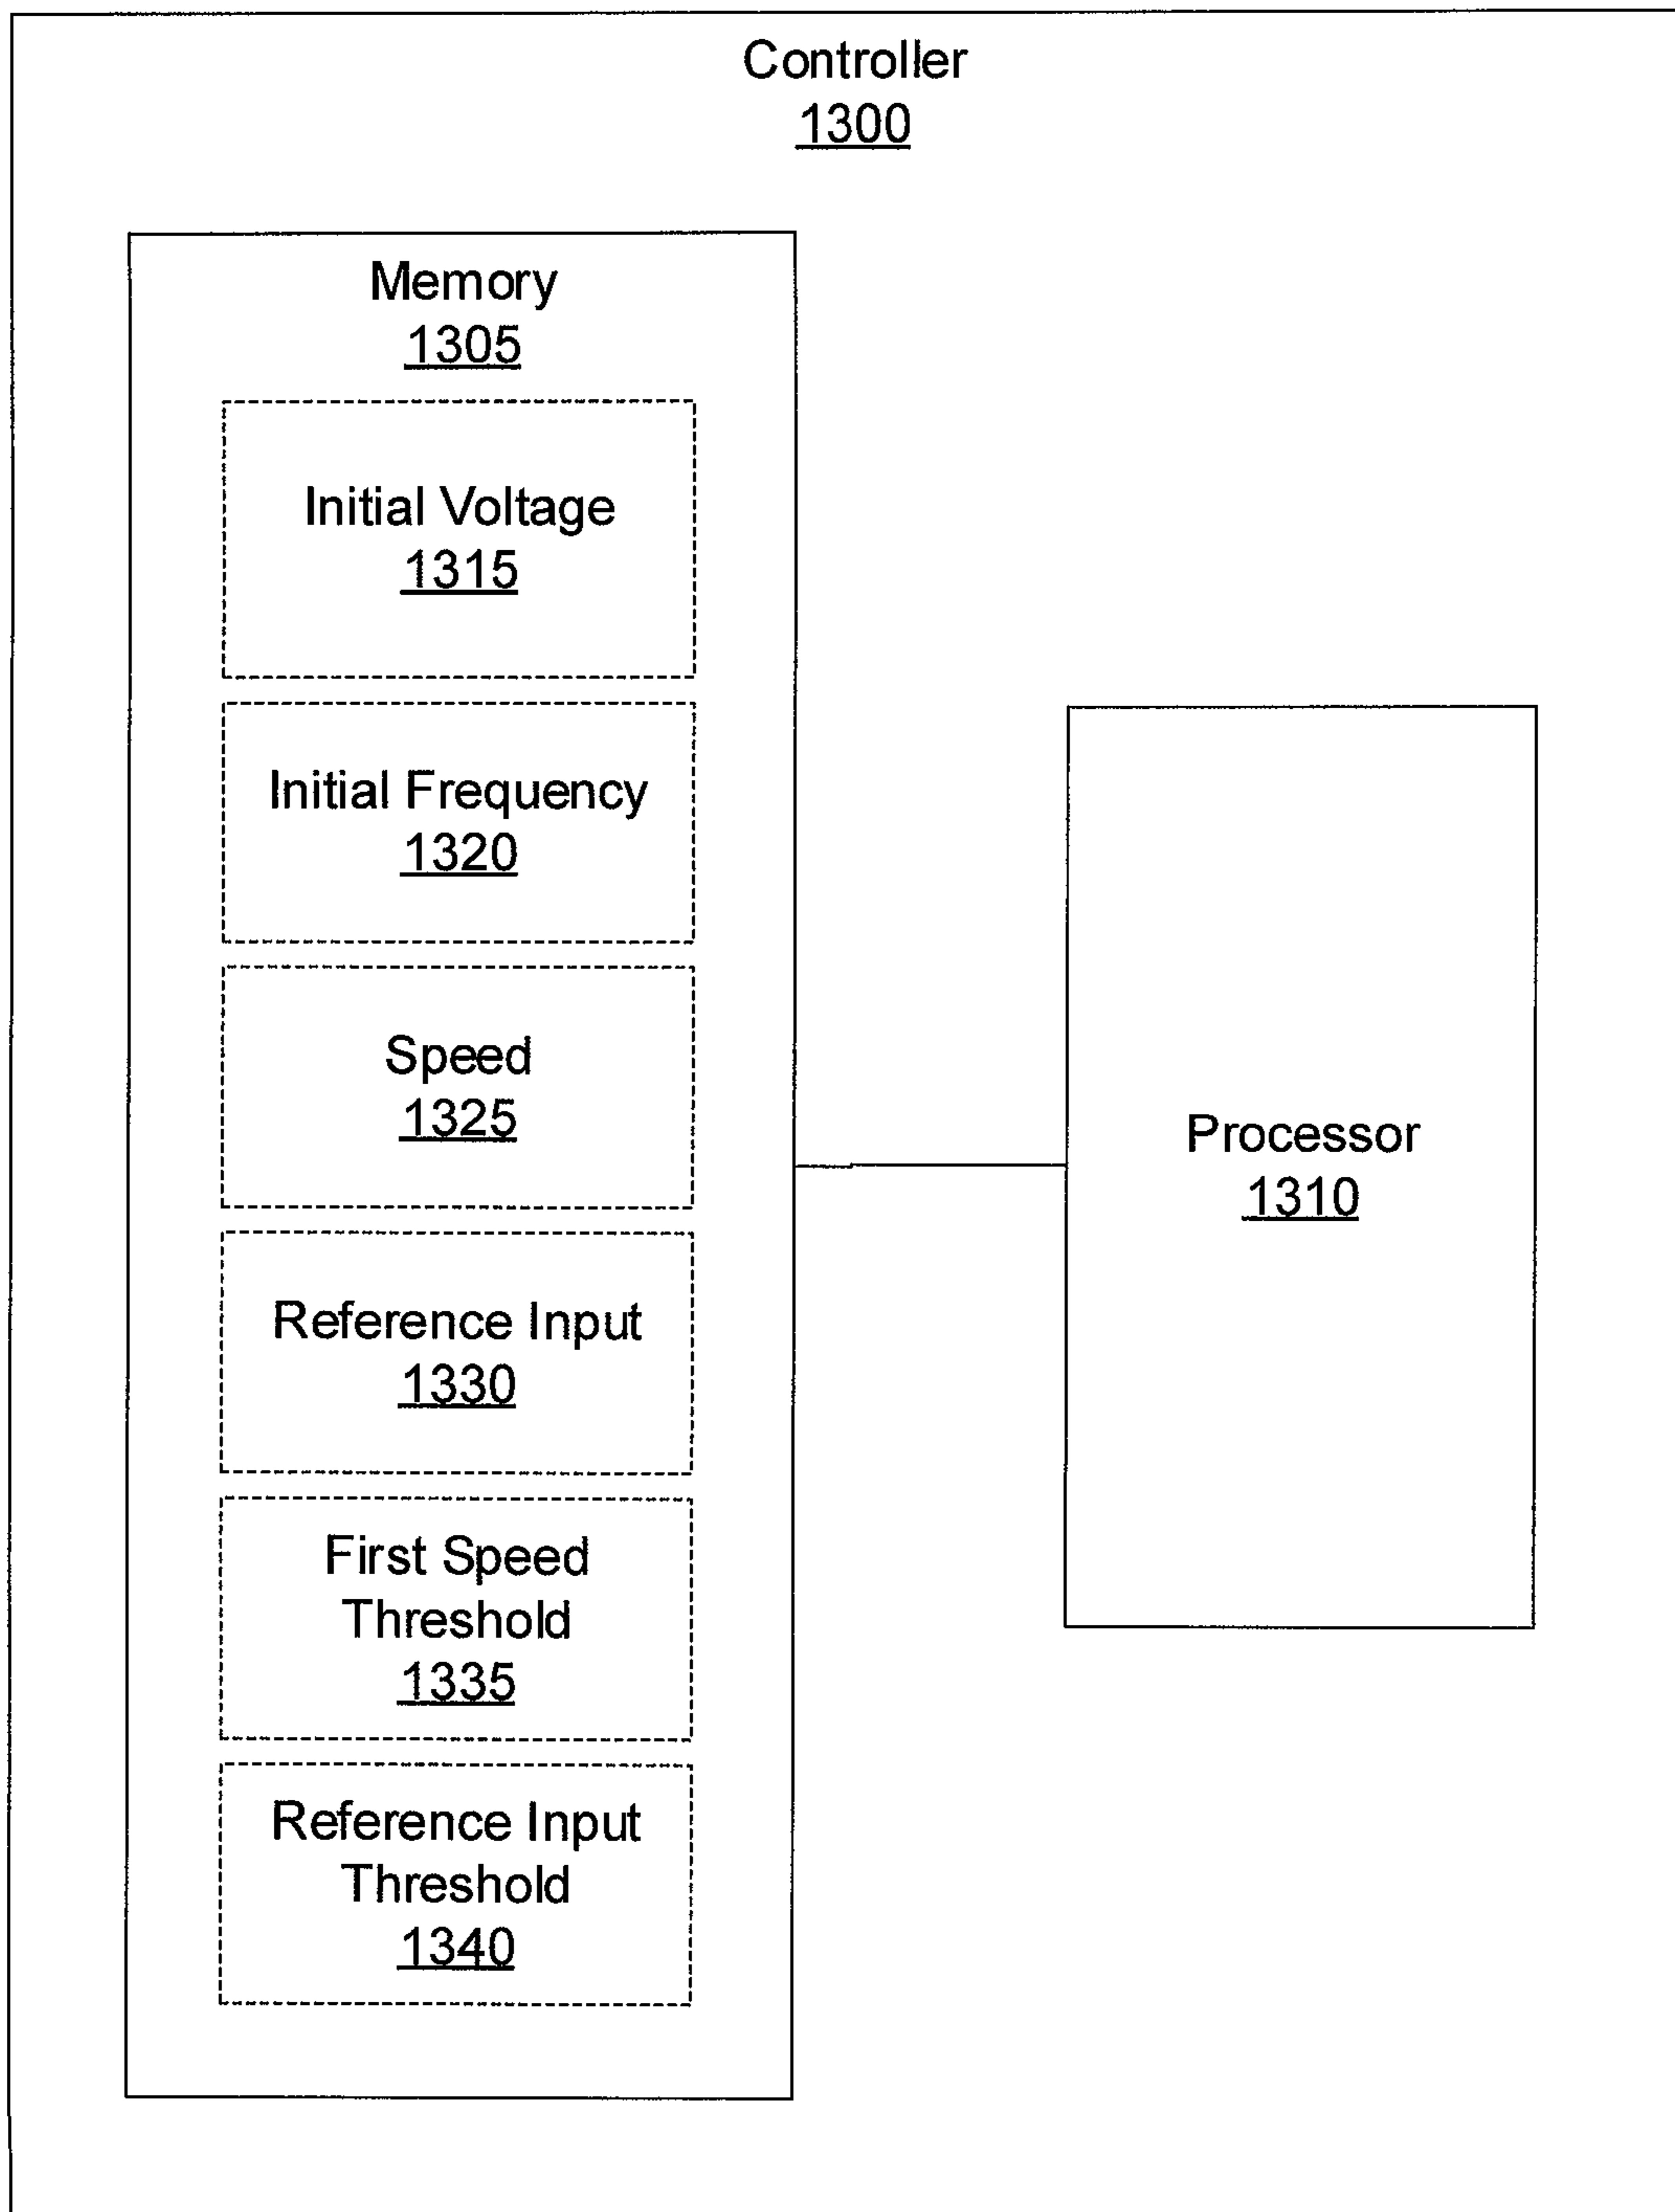 Controller
1300
Memory
1305
Initial Voltage
1315
Initial Frequency
1320
Speed
1325
Reference Input
1330
First Speed
Threshold
1335
Reference Input
Threshold
1340
Processor
1310